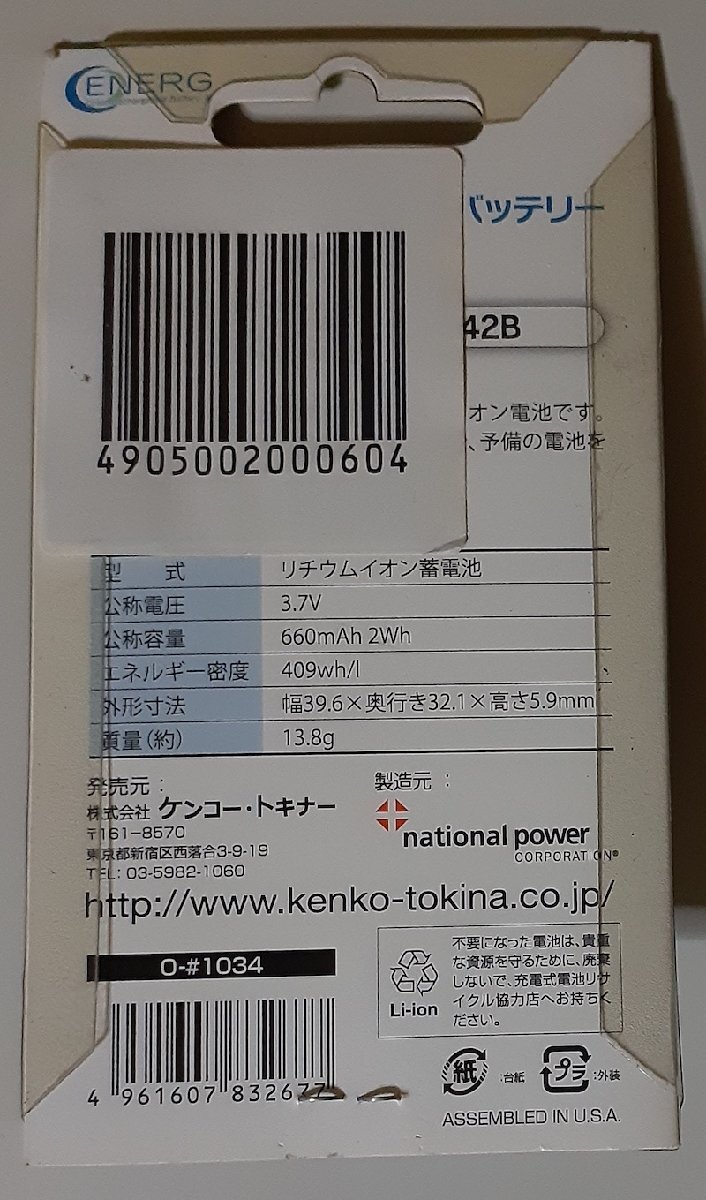 ENERG
バッテリー
42B
オン電池です。
、予備の電池を
4905002000604
型 式 リチウムイオン蓄電池
公称電圧 3.7V
公称容量 660mAh 2Wh
エネルギー密度 409wh/l
外形寸法 幅39.6×奥行き32.1×高さ5.9mm
質量(約) 13.8g
発売元:
株式会社 ケンコー・トキナー
〒161-8570
東京都新宿区西落合3-9-19
TEL: 03-5982-1060
製造元:
national power
CORPORATION®
http://www.kenko-tokina.co.jp/
O-#1034
4 961607 832677
Li-ion
不要になった電池は、貴重
な資源を守るために、廃棄
しないで、充電式電池リサ
イクル協力店へお持ちく
ださい。
紙 :台紙 プラ :外装
ASSEMBLED IN U.S.A.